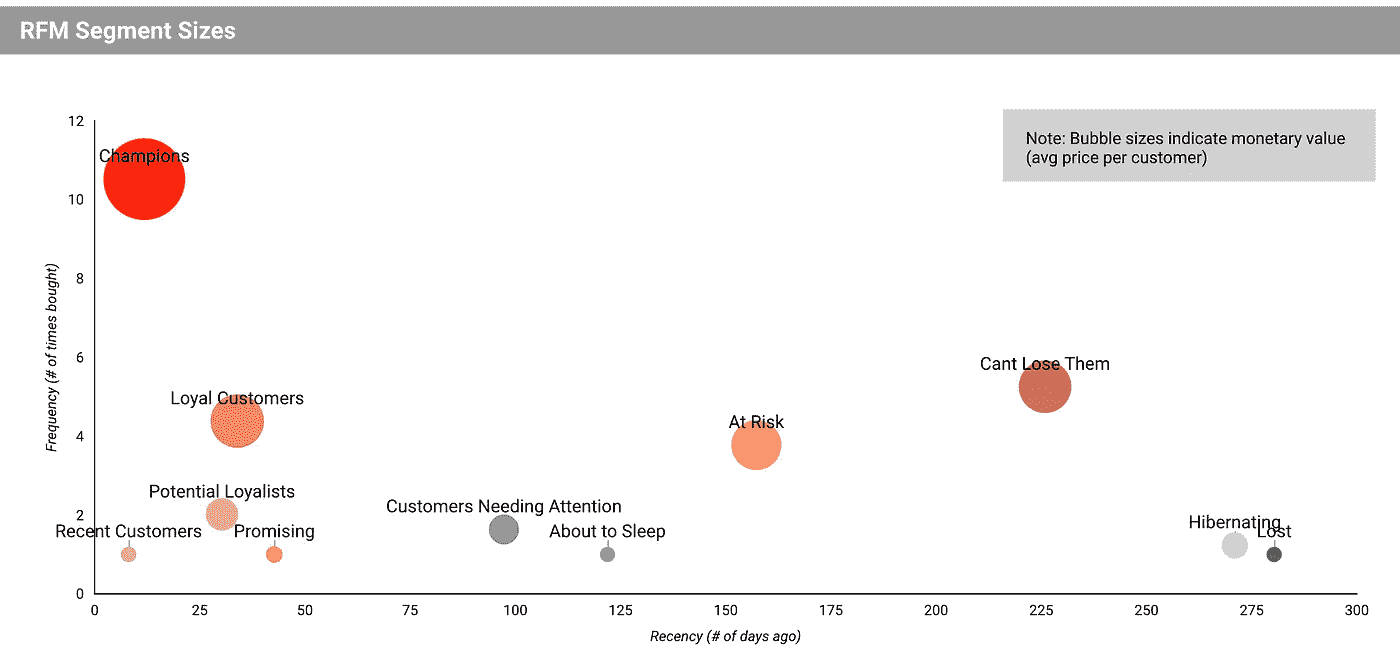 RFM Segment Sizes
Note: Bubble sizes indicate monetary value
(avg price per customer)
Frequency (# of times bought)
12
10
8
6
4
2
0
Champions
Cant Lose Them
Loyal Customers
At Risk
Potential Loyalists
Customers Needing Attention
Hibernating
Recent Customers
Promising
About to Sleep
Lost
0
25
50
75
100
125
150
175
200
225
250
275
300
Recency (# of days ago)